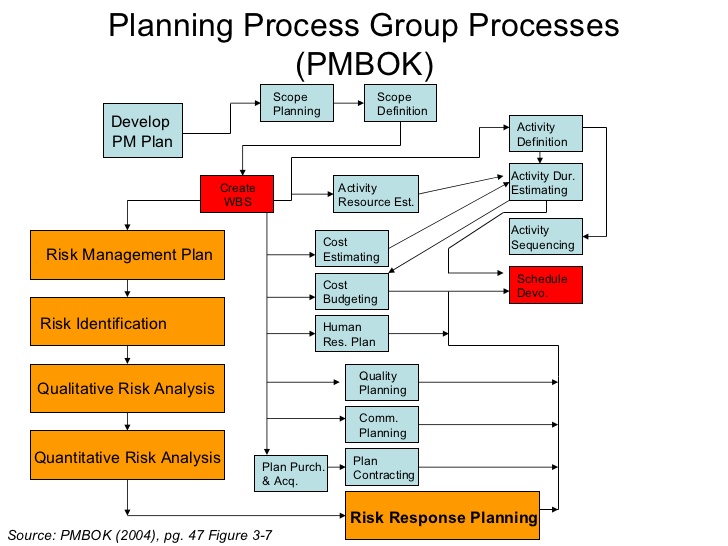 Planning Process Group Processes
(PMBOK)
Develop
PM Plan
Scope
Planning
Scope
Definition
Activity
Definition
Create
WBS
Activity
Resource Est.
Activity Dur.
Estimating
Activity
Sequencing
Risk Management Plan
Cost
Estimating
Cost
Budgeting
Schedule
Devo.
Risk Identification
Human
Res. Plan
Qualitative Risk Analysis
Quality
Planning
Comm.
Planning
Quantitative Risk Analysis
Plan Purch.
& Acq.
Plan
Contracting
Risk Response Planning
Source: PMBOK (2004), pg. 47 Figure 3-7